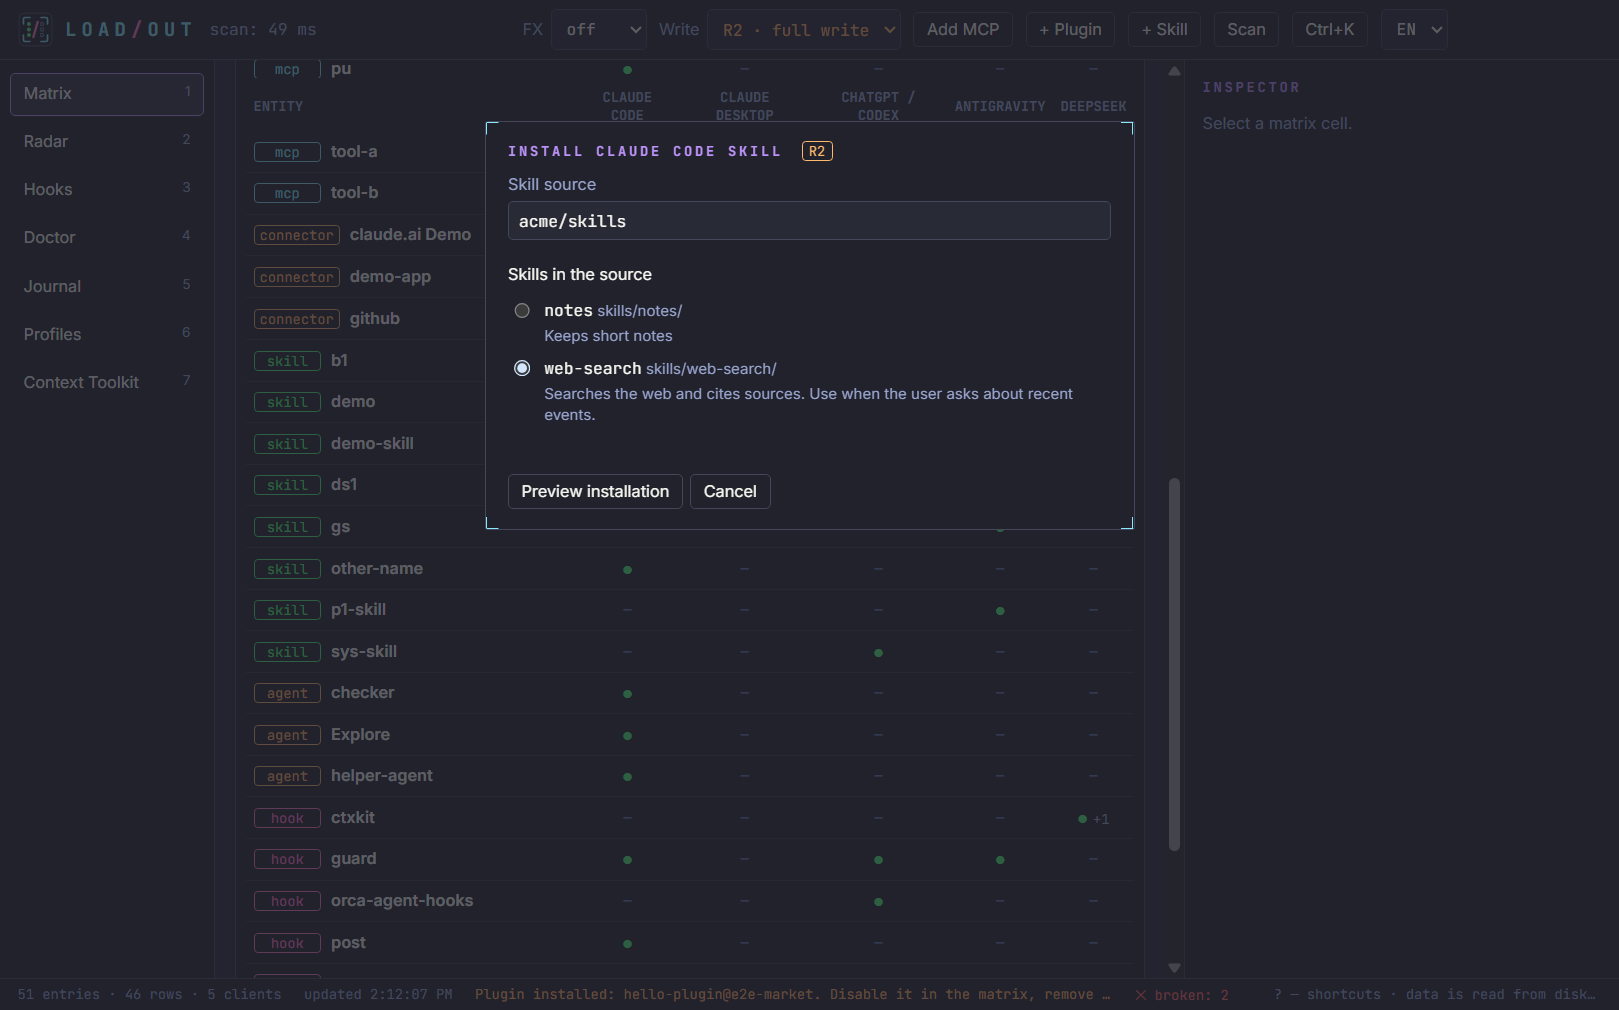 LOAD/OUT scan: 49 ms FX off Write R2 · full write Add MCP + Plugin + Skill Scan Ctrl+K EN
Matrix 1
Radar 2
Hooks 3
Doctor 4
Journal 5
Profiles 6
Context Toolkit 7
mcp pu — — — —
ENTITY CLAUDE CODE CLAUDE DESKTOP CHATGPT / CODEX ANTIGRAVITY DEEPSEEK
mcp tool-a
mcp tool-b
connector claude.ai Demo
connector demo-app
connector github
skill b1
skill demo
skill demo-skill
skill ds1
skill gs
skill other-name — — — —
skill p1-skill — — — —
skill sys-skill — — — —
agent checker — — — —
agent Explore — — — —
agent helper-agent — — — —
hook ctxkit — — — — +1
hook guard — —
hook orca-agent-hooks — — — —
hook post — — — —
INSTALL CLAUDE CODE SKILL R2
Skill source
acme/skills
Skills in the source
notes skills/notes/
Keeps short notes
web-search skills/web-search/
Searches the web and cites sources. Use when the user asks about recent
events.
Preview installation Cancel
INSPECTOR
Select a matrix cell.
51 entries · 46 rows · 5 clients updated 2:12:07 PM Plugin installed: hello-plugin@e2e-market. Disable it in the matrix, remove … × broken: 2 ? — shortcuts · data is read from disk…